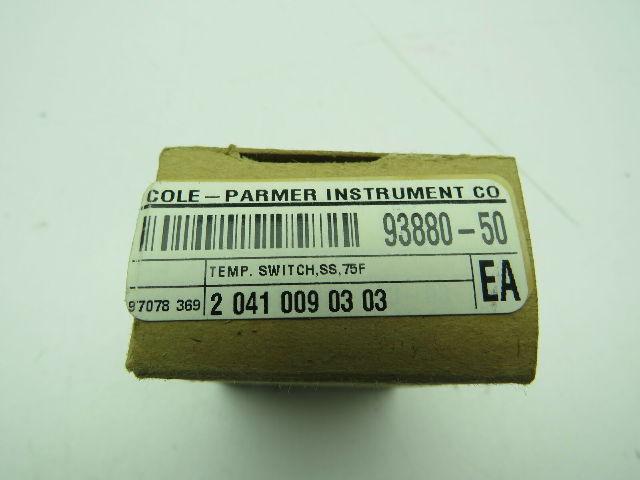 COLE-PARMER INSTRUMENT CO
93880-50
TEMP. SWITCH,SS,75F
EA
97078 369
2 041 009 03 03